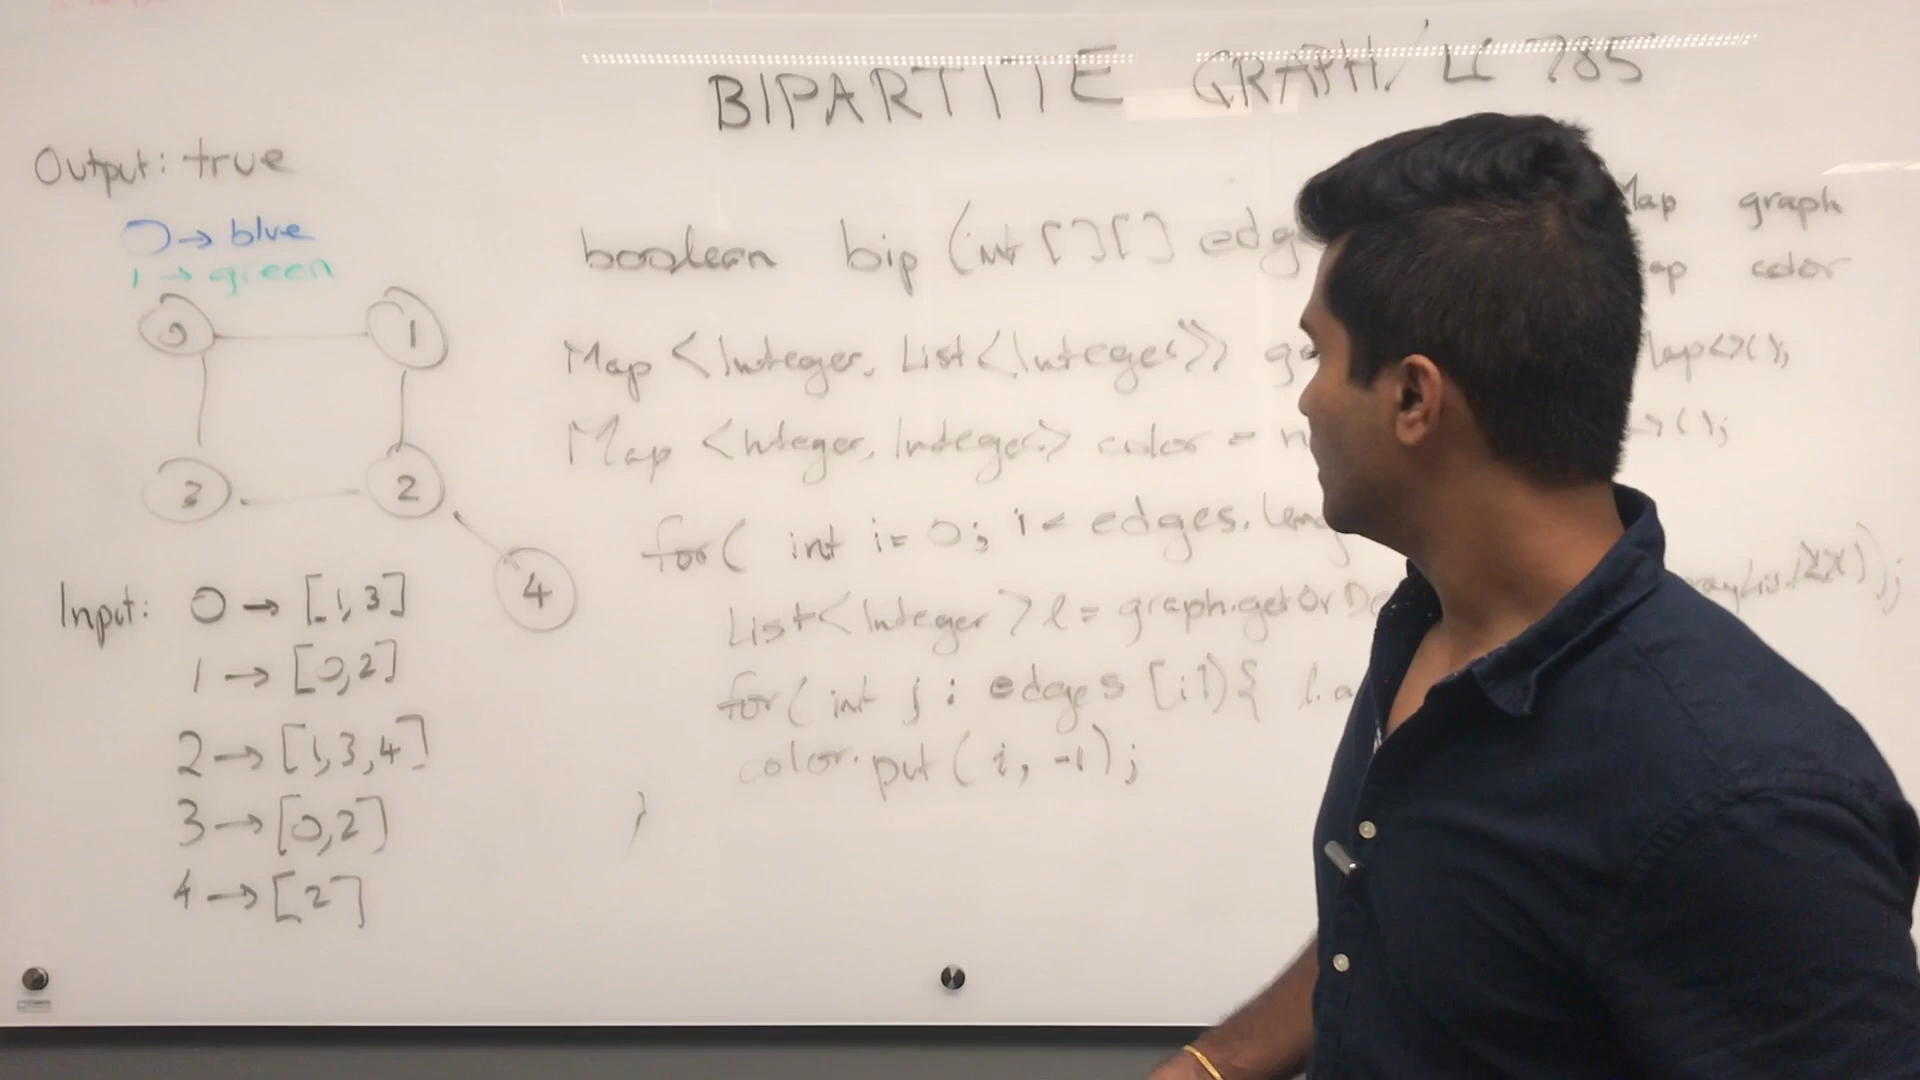 BIPARTITE GRAPH/ LC 785
Output: true
0 → blue
1 → green
0
1
3
2
4
Input: 0 → [1,3]
1 → [0,2]
2 → [1,3,4]
3 → [0,2]
4 → [2]
Map graph
color
boolean bip (int [][] edg
Map <Integer, List<Integer>> g Map<>();
Map <Integer, Integer> color = n >();
for( int i= 0; i < edges.leng
List<Integer> l = graph.getOrDe rayList<>());
for( int j : edges [i]){ l.a
color.put( i, -1);
}